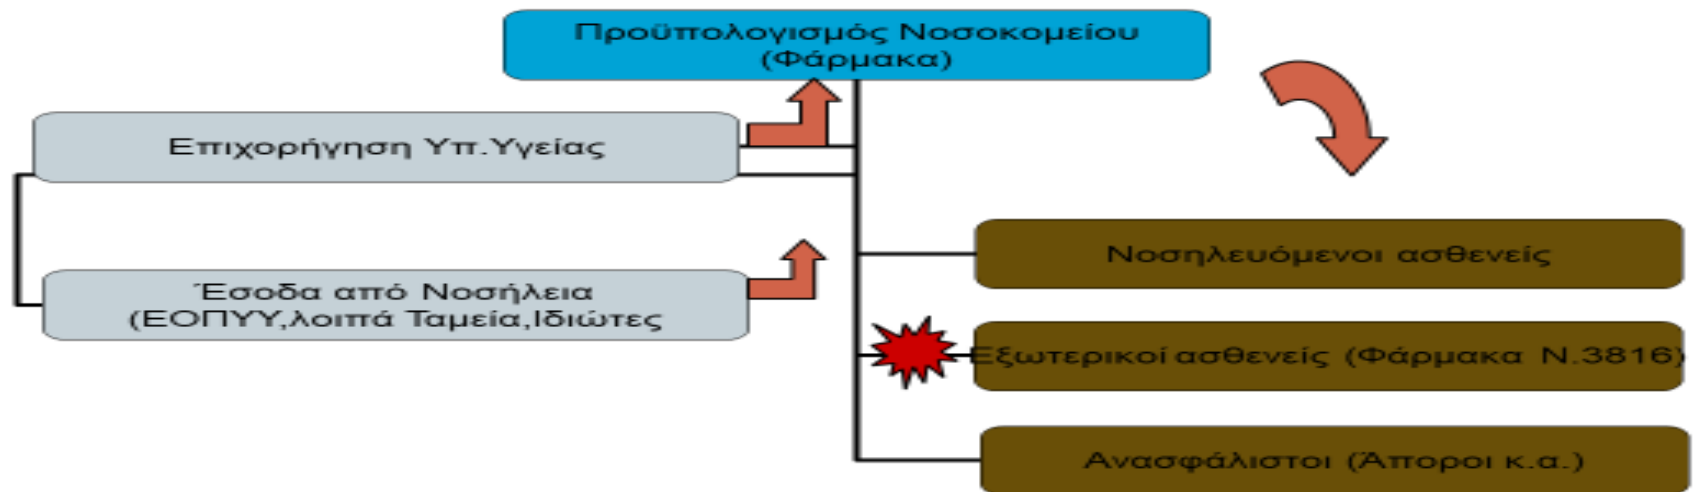 Προϋπολογισμός Νοσοκομείου
(Φάρμακα)
Επιχορήγηση Υπ.Υγείας
Έσοδα από Νοσήλεια
(ΕΟΠΥΥ,λοιπά Ταμεία,Ιδιώτες
Νοσηλευόμενοι ασθενείς
Εξωτερικοί ασθενείς (Φάρμακα Ν.3816)
Ανασφάλιστοι (Άποροι κ.α.)